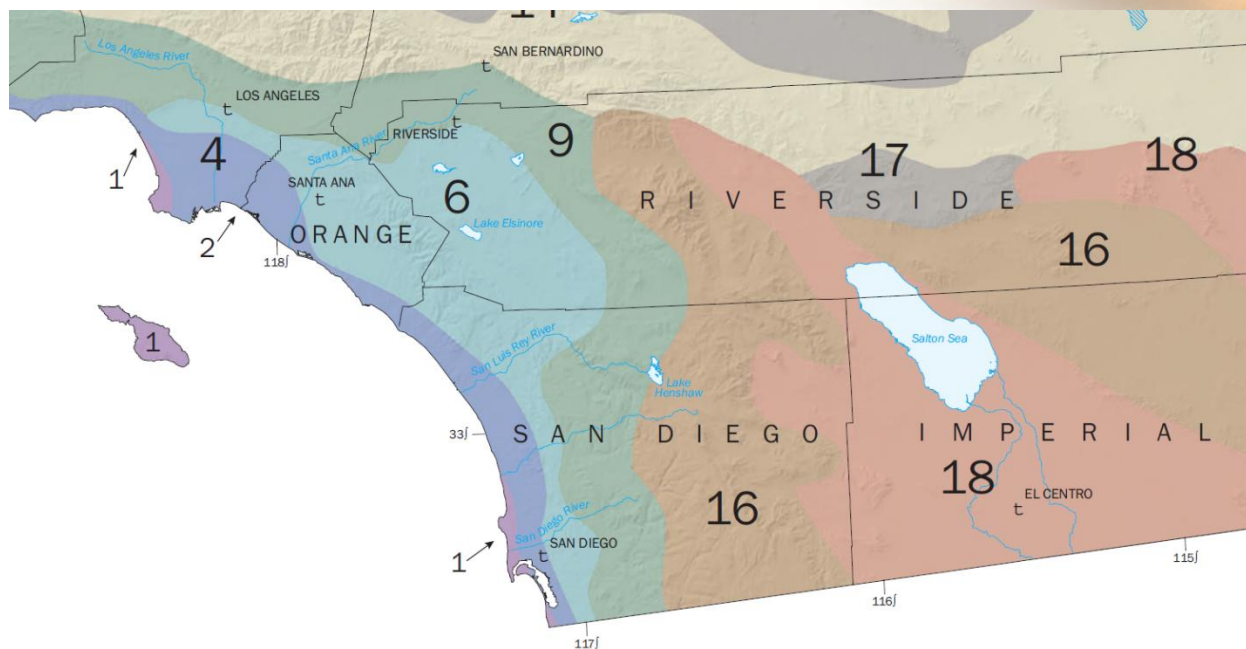 Los Angeles River
SAN BERNARDINO
t
LOS ANGELES
t
RIVERSIDE
t
9
Santa Ana River
4
1
17
18
SANTA ANA
t
6
R I V E R S I D E
Lake Elsinore
ORANGE
2
118∫
16
1
Salton Sea
San Luis Rey River
Lake
Henshaw
33∫
S A N D I E G O
I M P E R I A L
18
16
EL CENTRO
t
San Diego River
SAN DIEGO
t
1
115∫
116∫
117∫